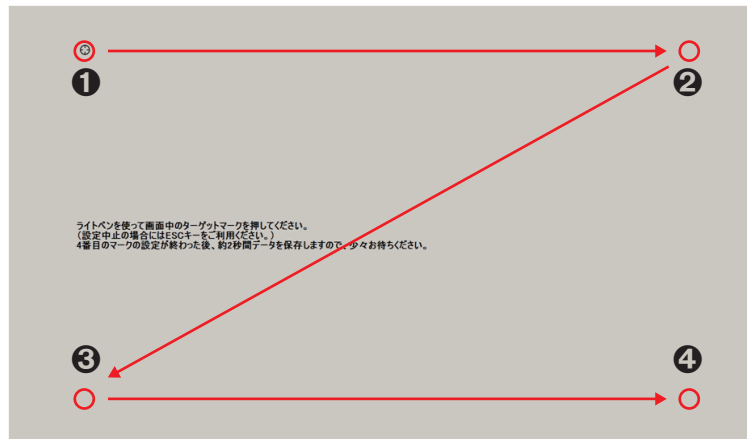 ❶
❷
ライトペンを使って画面中のターゲットマークを押してください。
（設定中止の場合にはESCキーをご利用ください。）
4番目のマークの設定が終わった後、約2秒間データを保存しますので、少々お待ちください。
❸
❹